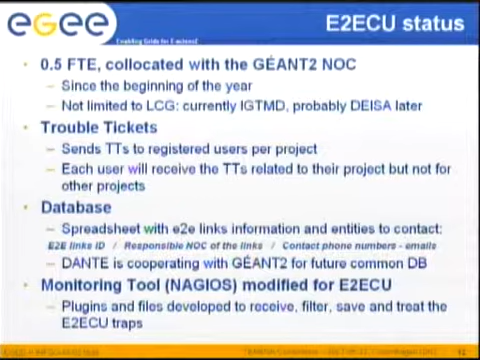 egee
Enabling Grids for E-sciencE
E2ECU status
• 0.5 FTE, collocated with the GÉANT2 NOC
– Since the beginning of the year
– Not limited to LCG: currently IGTMD, probably DEISA later
• Trouble Tickets
– Sends TTs to registered users per project
– Each user will receive the TTs related to their project but not for
other projects
• Database
– Spreadsheet with e2e links information and entities to contact:
E2E links ID / Responsible NOC of the links / Contact phone numbers - emails
– DANTE is cooperating with GÉANT2 for future common DB
• Monitoring Tool (NAGIOS) modified for E2ECU
– Plugins and files developed to receive, filter, save and treat the
E2ECU traps